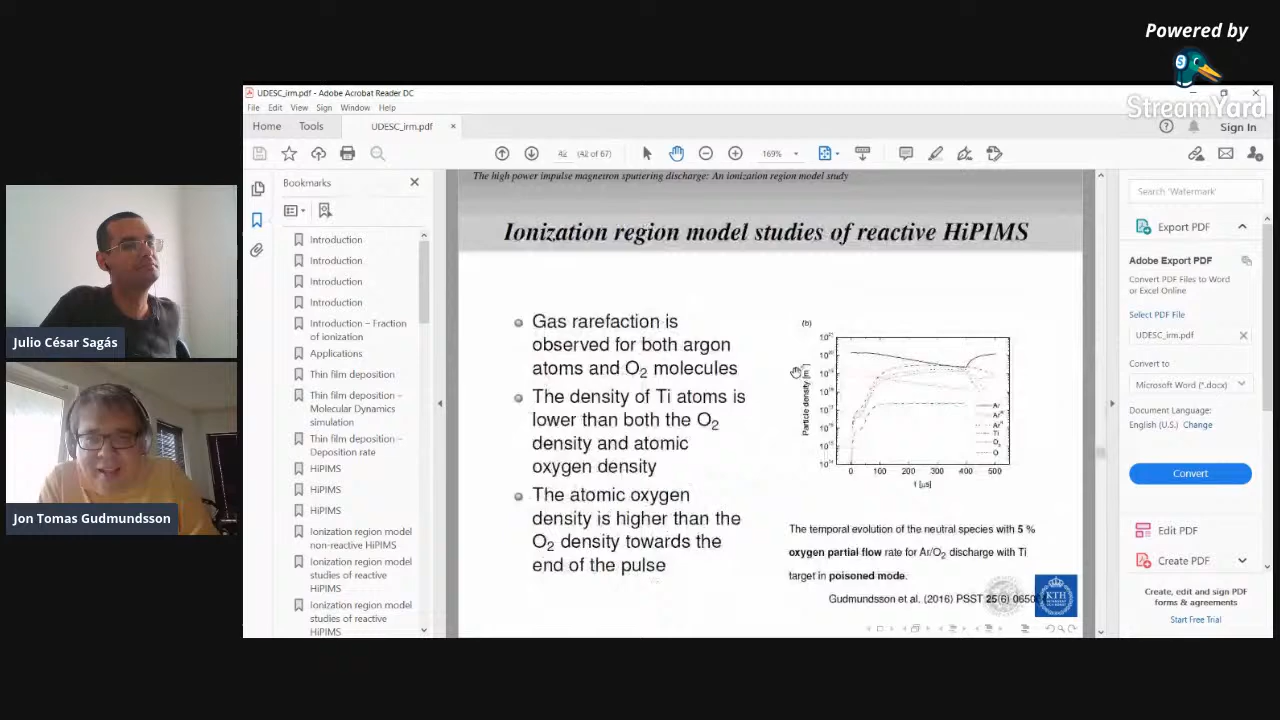 Powered by
StreamYard
UDESC_irm.pdf - Adobe Acrobat Reader DC
File Edit View Sign Window Help
Home Tools UDESC_irm.pdf ×
Sign In
42 (42 of 67) 169%
Bookmarks
Introduction
Introduction
Introduction
Introduction
Introduction – Fraction
of ionization
Applications
Thin film deposition
Thin film deposition –
Molecular Dynamics
simulation
Thin film deposition –
Deposition rate
HiPIMS
HiPIMS
HiPIMS
Ionization region model
non-reactive HiPIMS
Ionization region model
studies of reactive
HiPIMS
Ionization region model
studies of reactive
HiPIMS
The high power impulse magnetron sputtering discharge: An ionization region model study
Ionization region model studies of reactive HiPIMS
Gas rarefaction is
observed for both argon
atoms and O2 molecules
The density of Ti atoms is
lower than both the O2
density and atomic
oxygen density
The atomic oxygen
density is higher than the
O2 density towards the
end of the pulse
(b)
Particle density [m
0 100 200 300 400 500
t [μs]
Ar
Ti
O2
O
The temporal evolution of the neutral species with 5 %
oxygen partial flow rate for Ar/O2 discharge with Ti
target in poisoned mode.
Gudmundsson et al. (2016) PSST 25(6) 0650
KTH
Search 'Watermark'
Export PDF
Adobe Export PDF
Convert PDF Files to Word
or Excel Online
Select PDF File
UDESC_irm.pdf
Convert to
Microsoft Word (*.docx)
Document Language:
English (U.S.) Change
Convert
Edit PDF
Create PDF
Create, edit and sign PDF
forms & agreements
Start Free Trial
Julio César Sagás
Jon Tomas Gudmundsson